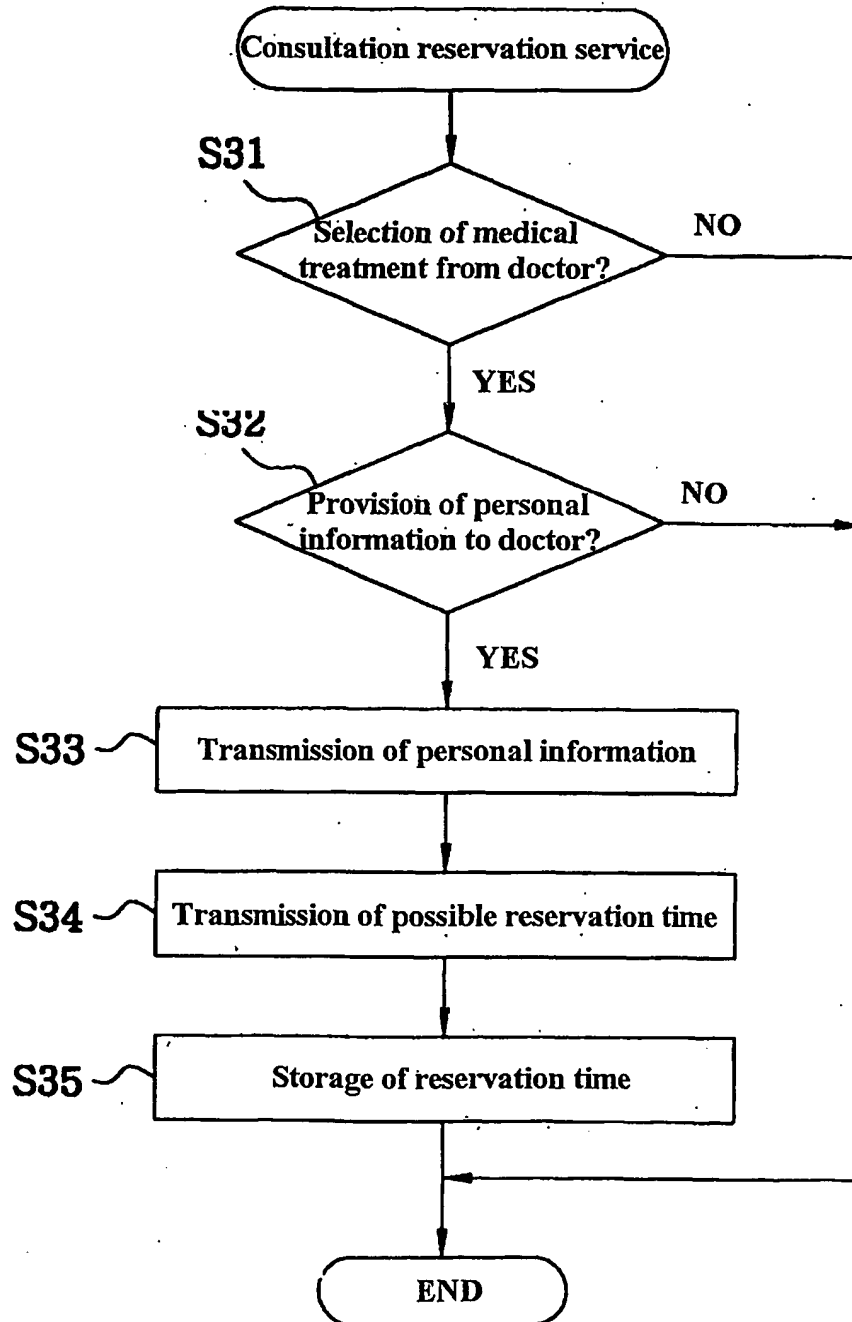 Consultation reservation service
S31
Selection of medical
treatment from doctor?
NO
YES
S32
Provision of personal
information to doctor?
NO
YES
S33
Transmission of personal information
S34
Transmission of possible reservation time
S35
Storage of reservation time
END